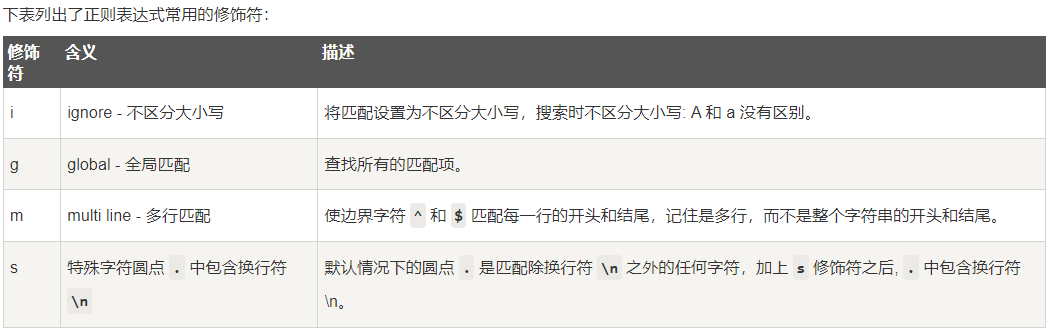 下表列出了正则表达式常用的修饰符：
修饰符 含义 描述
i ignore - 不区分大小写 将匹配设置为不区分大小写，搜索时不区分大小写: A 和 a 没有区别。
g global - 全局匹配 查找所有的匹配项。
m multi line - 多行匹配 使边界字符 ^ 和 $ 匹配每一行的开头和结尾，记住是多行，而不是整个字符串的开头和结尾。
s 特殊字符圆点 . 中包含换行符 \n 默认情况下的圆点 . 是匹配除换行符 \n 之外的任何字符，加上 s 修饰符之后, . 中包含换行符 \n。